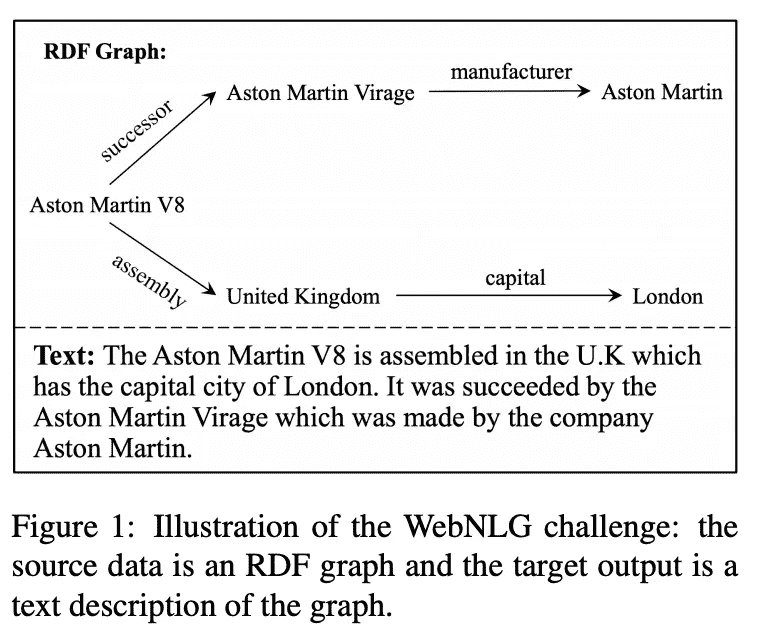 RDF Graph:
manufacturer
Aston Martin Virage
Aston Martin
successor
Aston Martin V8
assembly
capital
United Kingdom
London
Text: The Aston Martin V8 is assembled in the U.K which
has the capital city of London. It was succeeded by the
Aston Martin Virage which was made by the company
Aston Martin.
Figure 1: Illustration of the WebNLG challenge: the
source data is an RDF graph and the target output is a
text description of the graph.